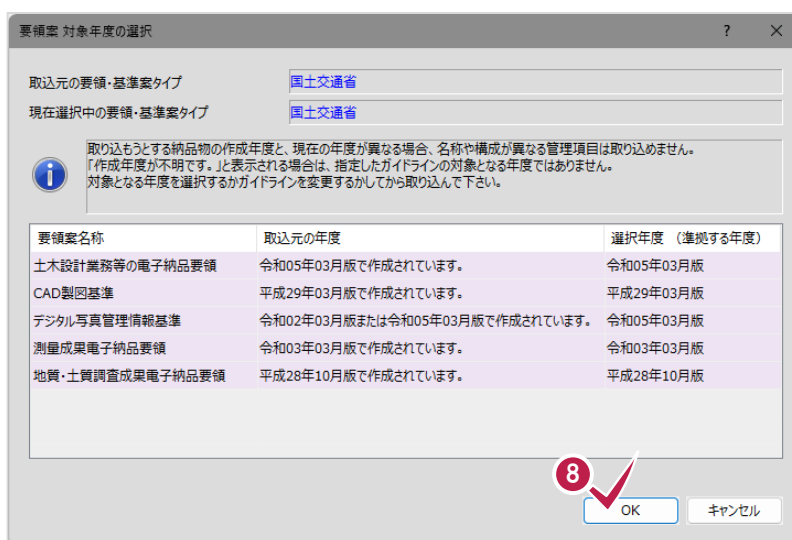 要領案 対象年度の選択
?
×
取込元の要領・基準案タイプ 国土交通省
現在選択中の要領・基準案タイプ 国土交通省
取り込もうとする納品物の作成年度と、現在の年度が異なる場合、名称や構成が異なる管理項目は取り込めません。
「作成年度が不明です。」と表示される場合は、指定したガイドラインの対象となる年度ではありません。
対象となる年度を選択するかガイドラインを変更するかしてから取り込んで下さい。
要領案名称 取込元の年度 選択年度 (準拠する年度)
土木設計業務等の電子納品要領 令和05年03月版で作成されています。 令和05年03月版
CAD製図基準 平成29年03月版で作成されています。 平成29年03月版
デジタル写真管理情報基準 令和02年03月版または令和05年03月版で作成されています。 令和05年03月版
測量成果電子納品要領 令和03年03月版で作成されています。 令和03年03月版
地質・土質調査成果電子納品要領 平成28年10月版で作成されています。 平成28年10月版
8
OK キャンセル